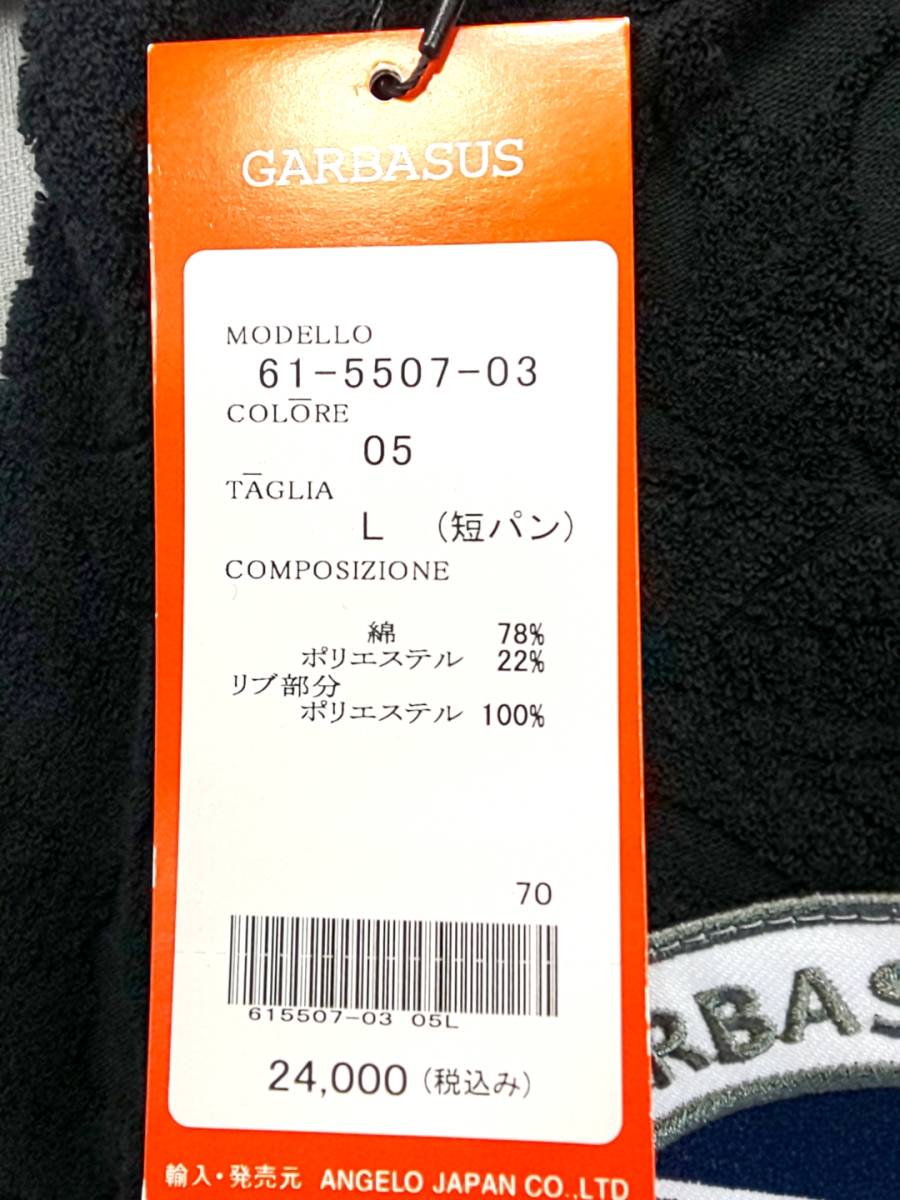 GARBASUS
MODELLO
61-5507-03
COLORE
05
TAGLIA
L （短パン）
COMPOSIZIONE
綿 78%
ポリエステル 22%
リブ部分
ポリエステル 100%
70
615507-03 05L
24,000（税込み）
輸入・発売元 ANGELO JAPAN CO.,LTD
RBAS